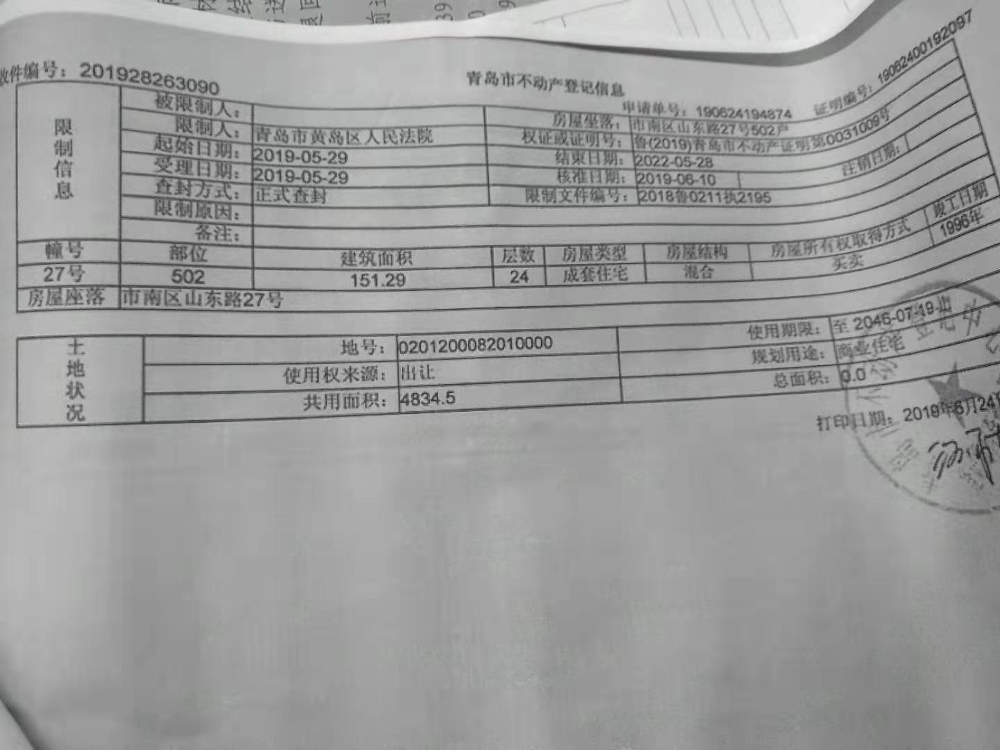 收件编号：201928263090
青岛市不动产登记信息
申请单号：190624194874 证明编号：19062400192097
限制信息
被限制人： 房屋坐落：市南区山东路27号502户
限制人：青岛市黄岛区人民法院 权证或证明号：鲁(2019)青岛市不动产证明第0031009号
起始日期：2019-05-29 结束日期：2022-05-28 注销日期：
受理日期：2019-05-29 核准日期：2019-06-10
查封方式：正式查封 限制文件编号：2018鲁0211执2195
限制原因：
备注：
幢号 部位 建筑面积 层数 房屋类型 房屋结构 房屋所有权取得方式 竣工日期
27号 502 151.29 24 成套住宅 混合 买卖 1996年
房屋座落 市南区山东路27号
土地状况
地号：0201200082010000 使用期限：至 2046-07-19 止
使用权来源：出让 规划用途：商业住宅
共用面积：4834.5 总面积：0.0
打印日期：2019年6月24日